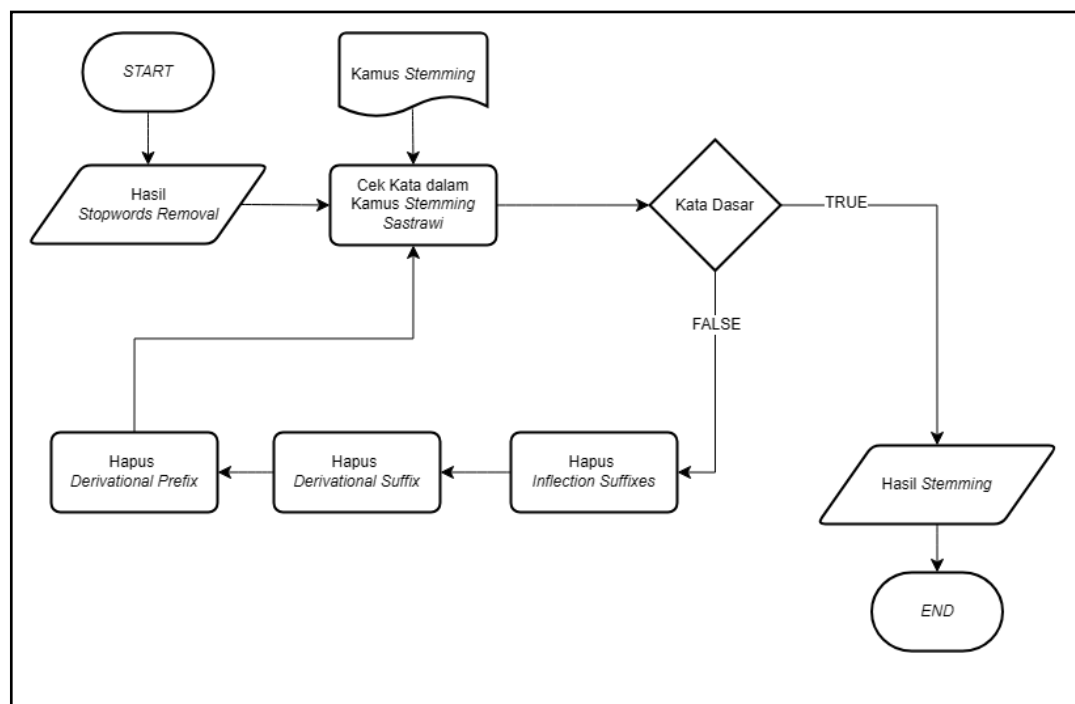 START
Kamus Stemming
Hasil
Stopwords Removal
Cek Kata dalam
Kamus Stemming
Sastrawi
Kata Dasar
TRUE
FALSE
Hapus
Derivational Prefix
Hapus
Derivational Suffix
Hapus
Inflection Suffixes
Hasil Stemming
END